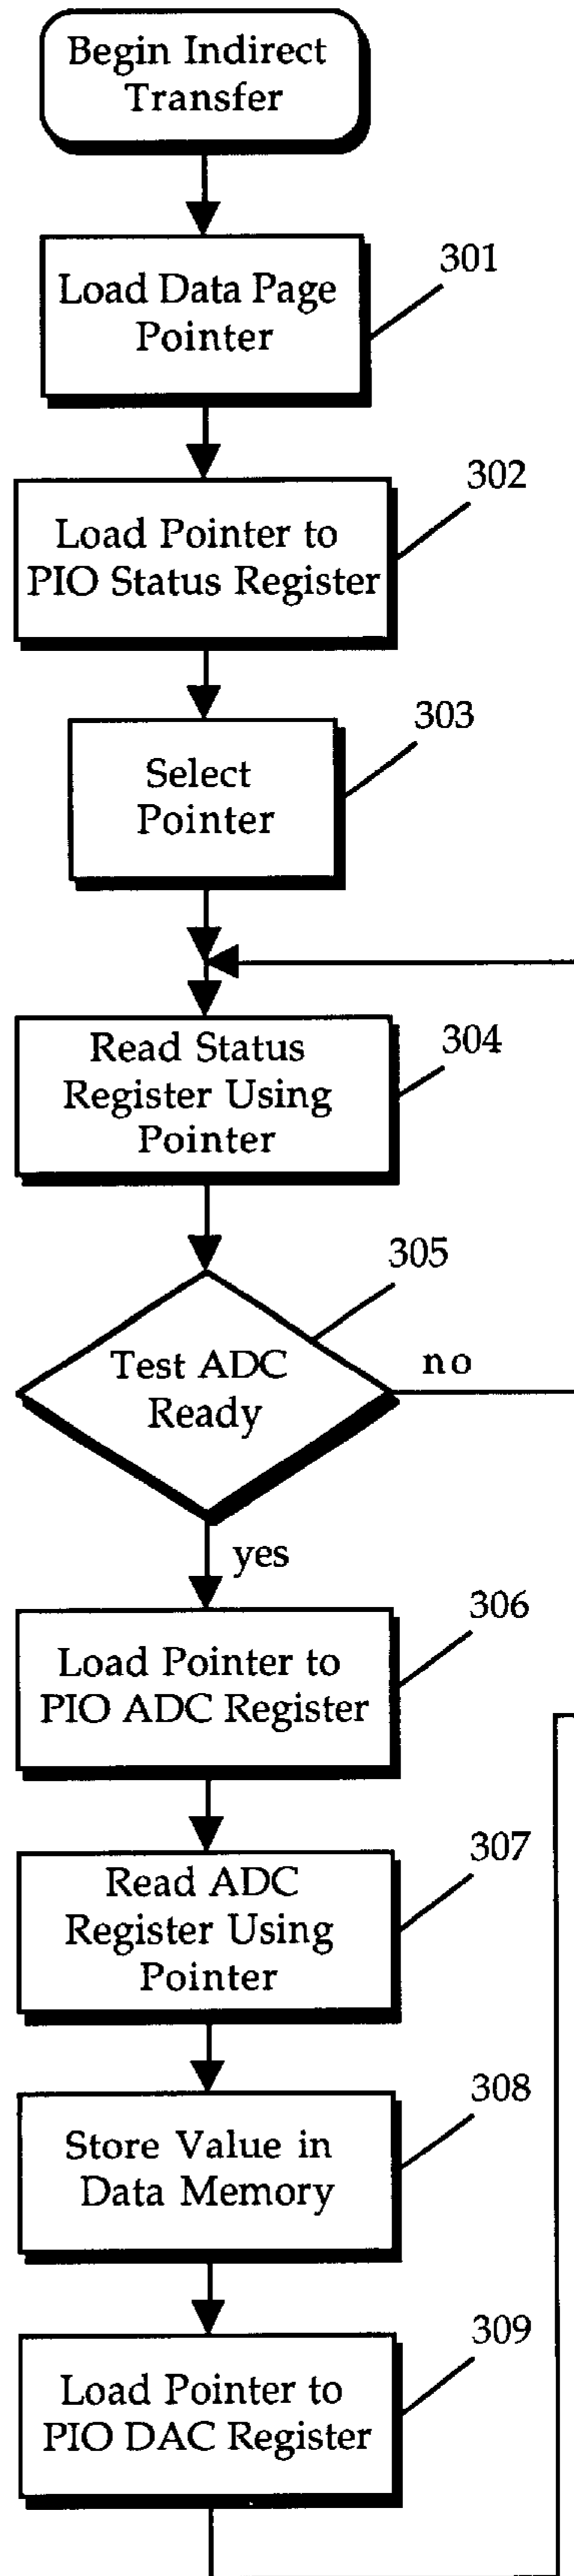 Begin Indirect
Transfer
301
Load Data Page
Pointer
302
Load Pointer to
PIO Status Register
303
Select
Pointer
304
Read Status
Register Using
Pointer
305
Test ADC
Ready
no
yes
306
Load Pointer to
PIO ADC Register
307
Read ADC
Register Using
Pointer
308
Store Value in
Data Memory
309
Load Pointer to
PIO DAC Register